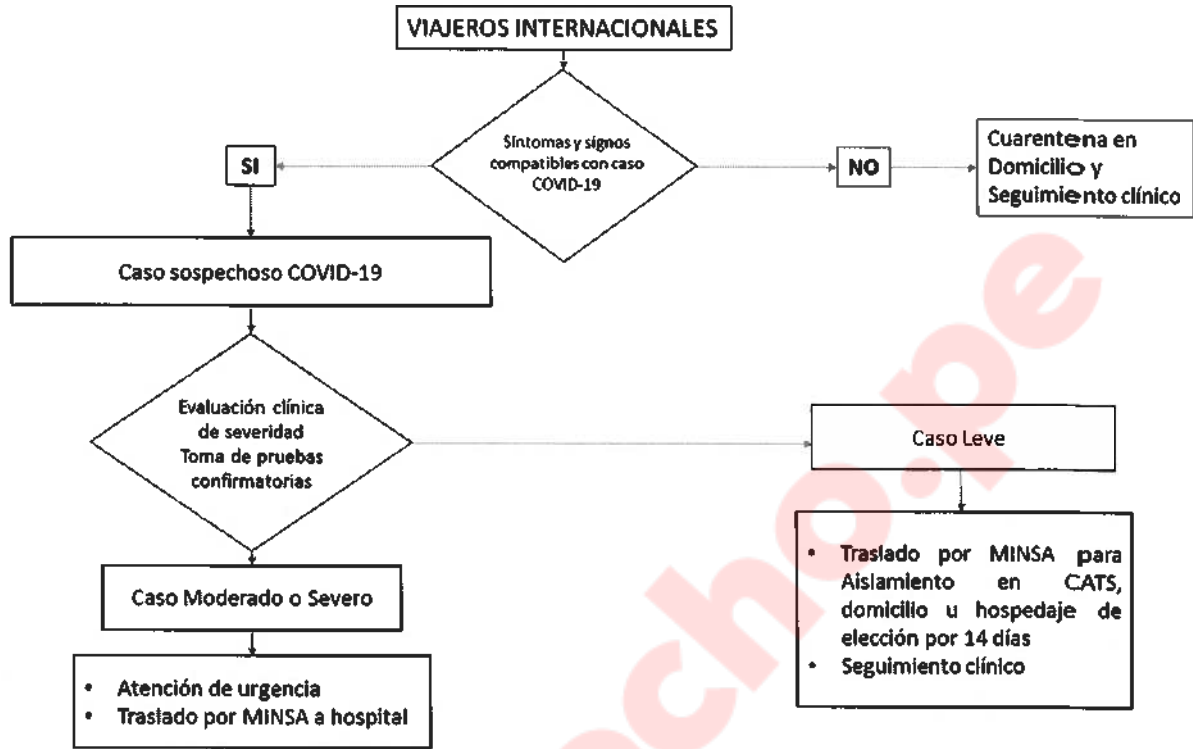 VIAJEROS INTERNACIONALES
Síntomas y signos
compatibles con caso
COVID-19
SI
NO
Cuarentena en
Domicilio y
Seguimiento clínico
Caso sospechoso COVID-19
Evaluación clínica
de severidad
Toma de pruebas
confirmatorias
Caso Leve
Caso Moderado o Severo
• Traslado por MINSA para
Aislamiento en CATS,
domicilio u hospedaje de
elección por 14 días
• Seguimiento clínico
• Atención de urgencia
• Traslado por MINSA a hospital
cho.pe